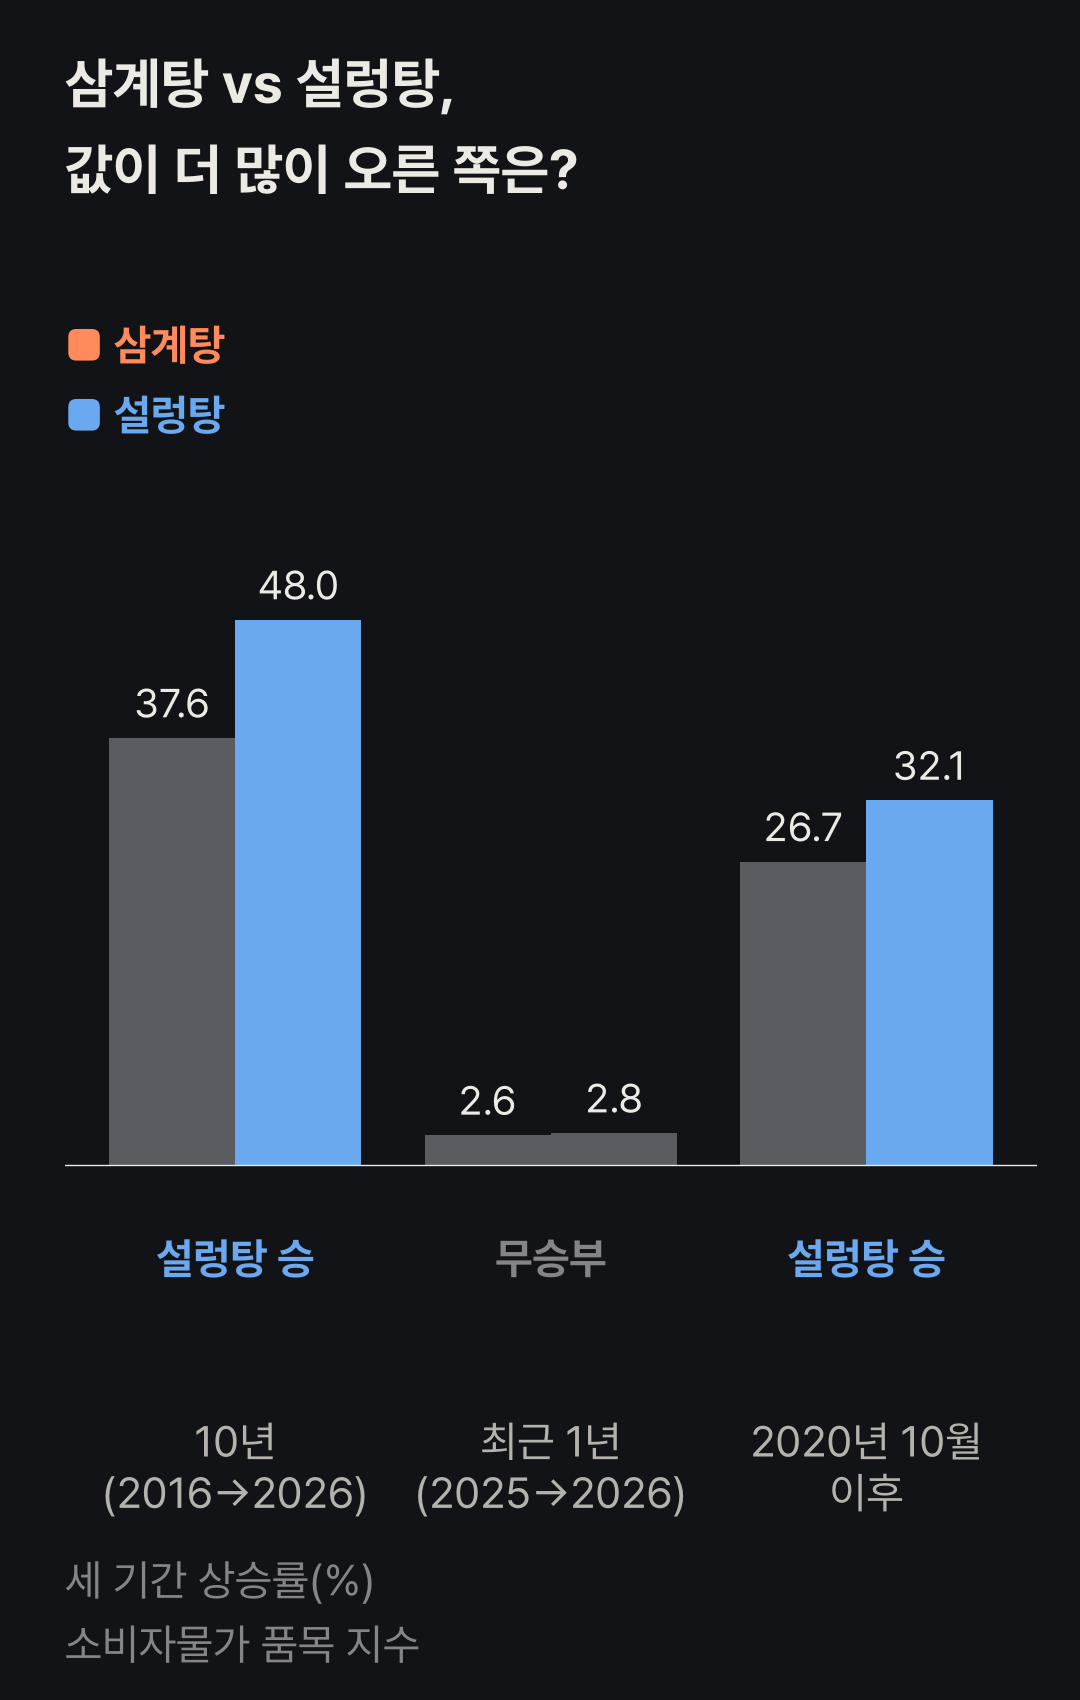 삼계탕 vs 설렁탕,
값이 더 많이 오른 쪽은?
삼계탕
설렁탕
37.6
48.0
2.6
2.8
26.7
32.1
설렁탕 승
무승부
설렁탕 승
10년
(2016→2026)
최근 1년
(2025→2026)
2020년 10월
이후
세 기간 상승률(%)
소비자물가 품목 지수